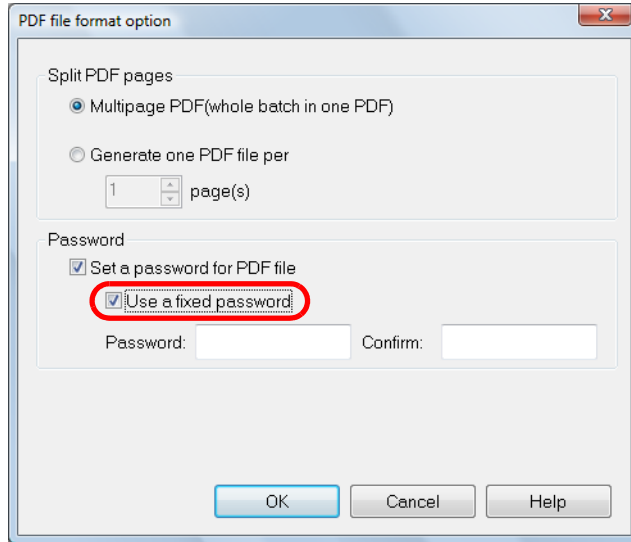 PDF file format option
Split PDF pages
Multipage PDF(whole batch in one PDF)
Generate one PDF file per
1 page(s)
Password
Set a password for PDF file
Use a fixed password
Password: Confirm:
OK Cancel Help